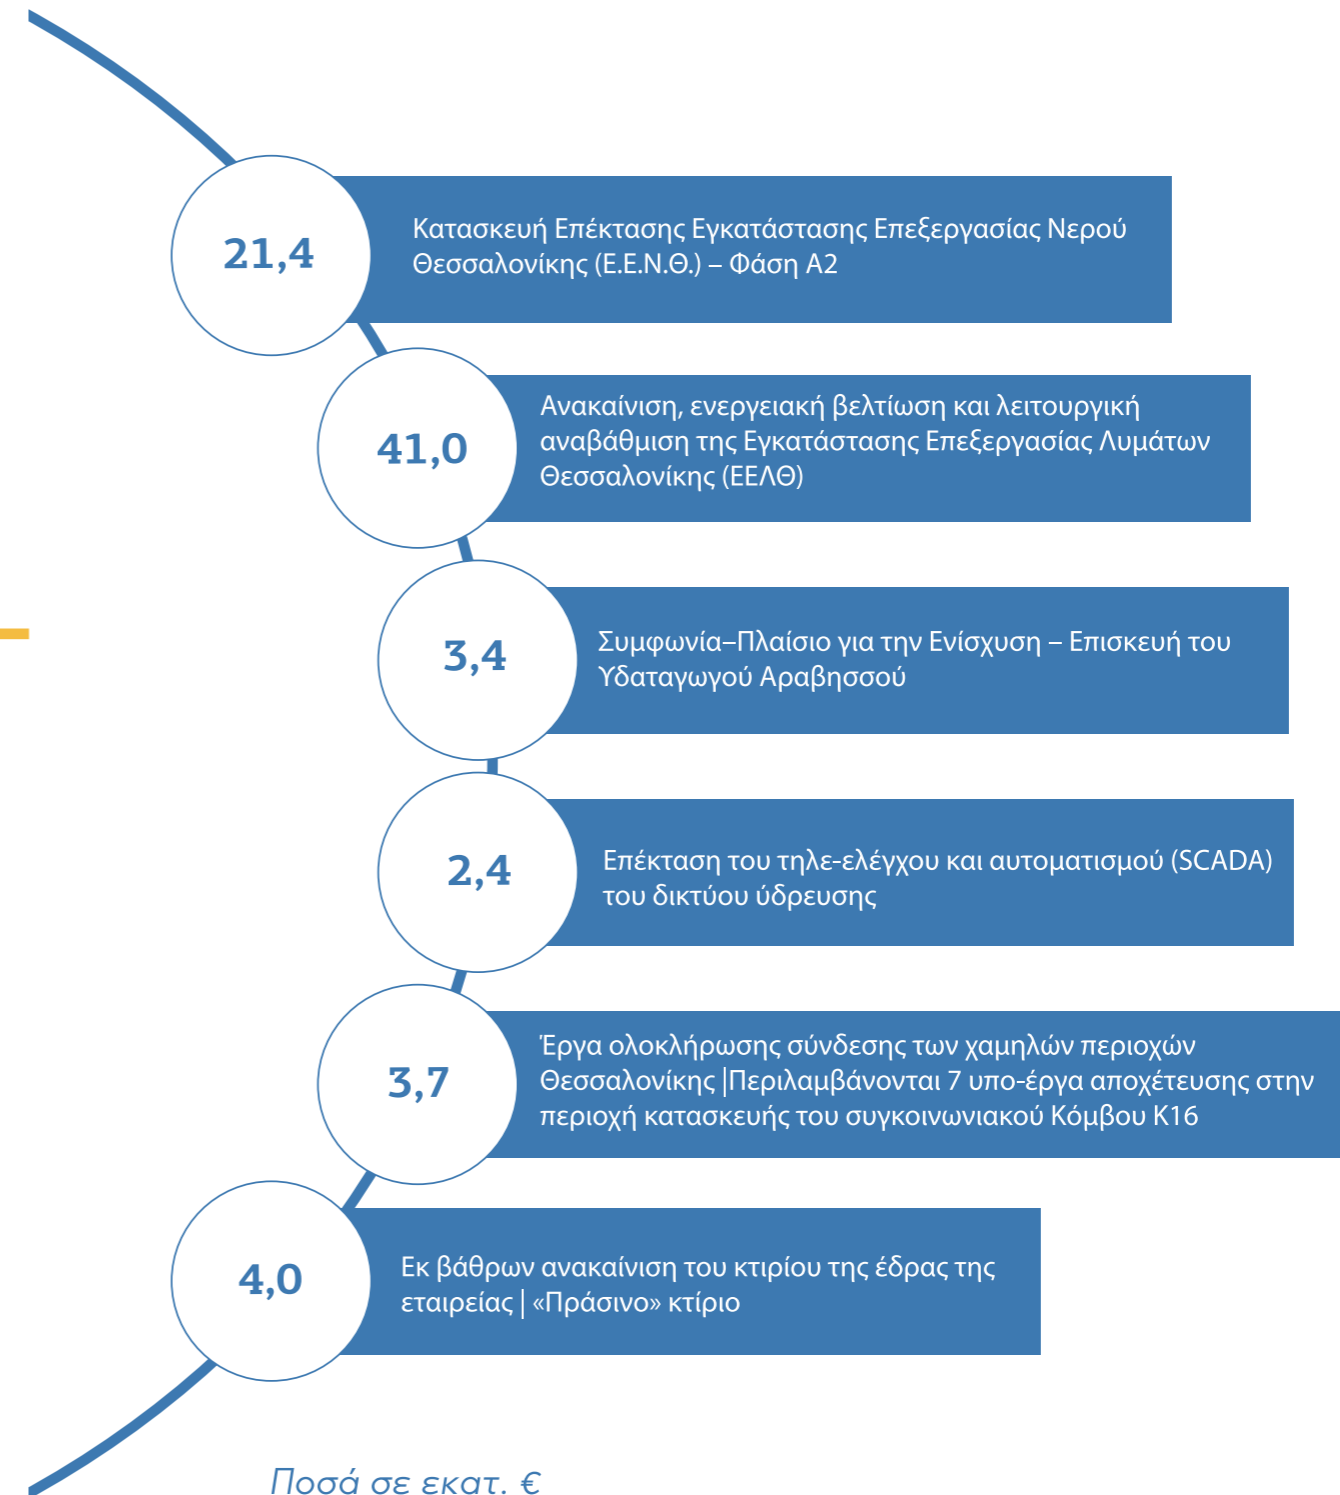 21,4
Κατασκευή Επέκτασης Εγκατάστασης Επεξεργασίας Νερού
Θεσσαλονίκης (Ε.Ε.Ν.Θ.) – Φάση Α2
41,0
Ανακαίνιση, ενεργειακή βελτίωση και λειτουργική
αναβάθμιση της Εγκατάστασης Επεξεργασίας Λυμάτων
Θεσσαλονίκης (ΕΕΛΘ)
3,4
Συμφωνία–Πλαίσιο για την Ενίσχυση – Επισκευή του
Υδαταγωγού Αραβησσού
2,4
Επέκταση του τηλε-ελέγχου και αυτοματισμού (SCADA)
του δικτύου ύδρευσης
3,7
Έργα ολοκλήρωσης σύνδεσης των χαμηλών περιοχών
Θεσσαλονίκης |Περιλαμβάνονται 7 υπο-έργα αποχέτευσης στην
περιοχή κατασκευής του συγκοινωνιακού Κόμβου Κ16
4,0
Εκ βάθρων ανακαίνιση του κτιρίου της έδρας της
εταιρείας | «Πράσινο» κτίριο
Ποσά σε εκατ. €